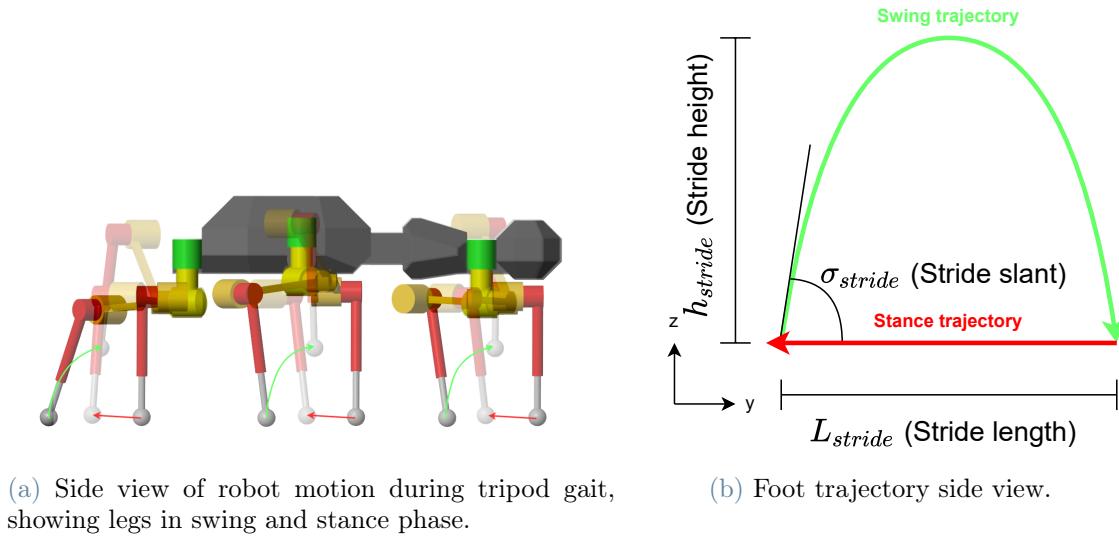 Swing trajectory
h_stride (Stride height)
σ_stride (Stride slant)
Stance trajectory
z
y
L_stride (Stride length)
(a) Side view of robot motion during tripod gait,
showing legs in swing and stance phase.
(b) Foot trajectory side view.